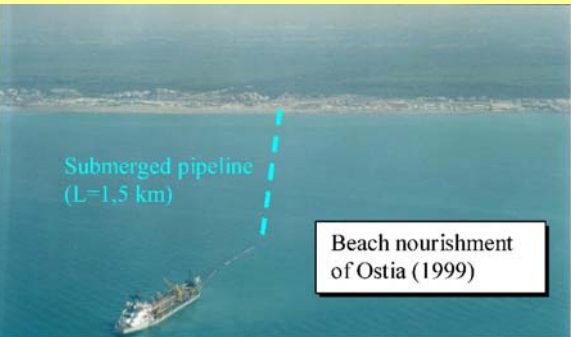 Submerged pipeline
(L=1,5 km)
Beach nourishment
of Ostia (1999)